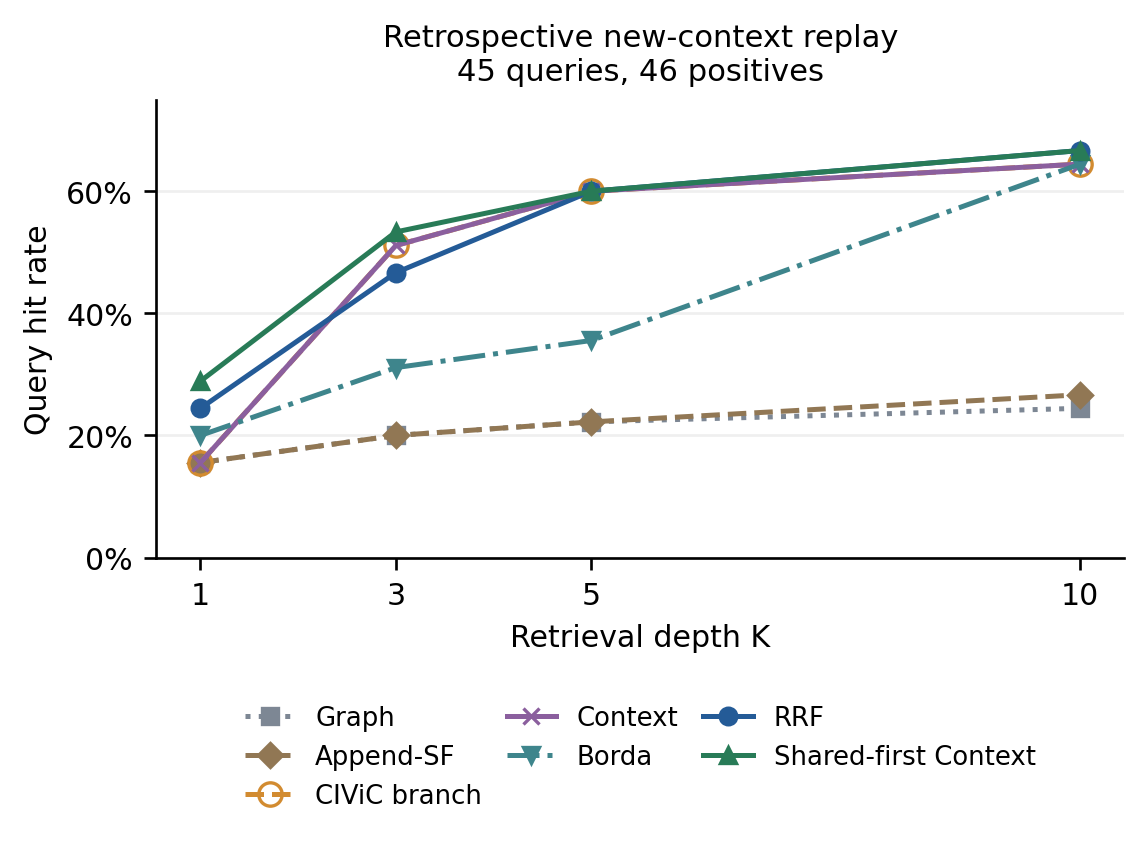 Retrospective new-context replay
45 queries, 46 positives
Query hit rate
60%
40%
20%
0%
1 3 5 10
Retrieval depth K
Graph Context RRF
Append-SF Borda Shared-first Context
CIViC branch